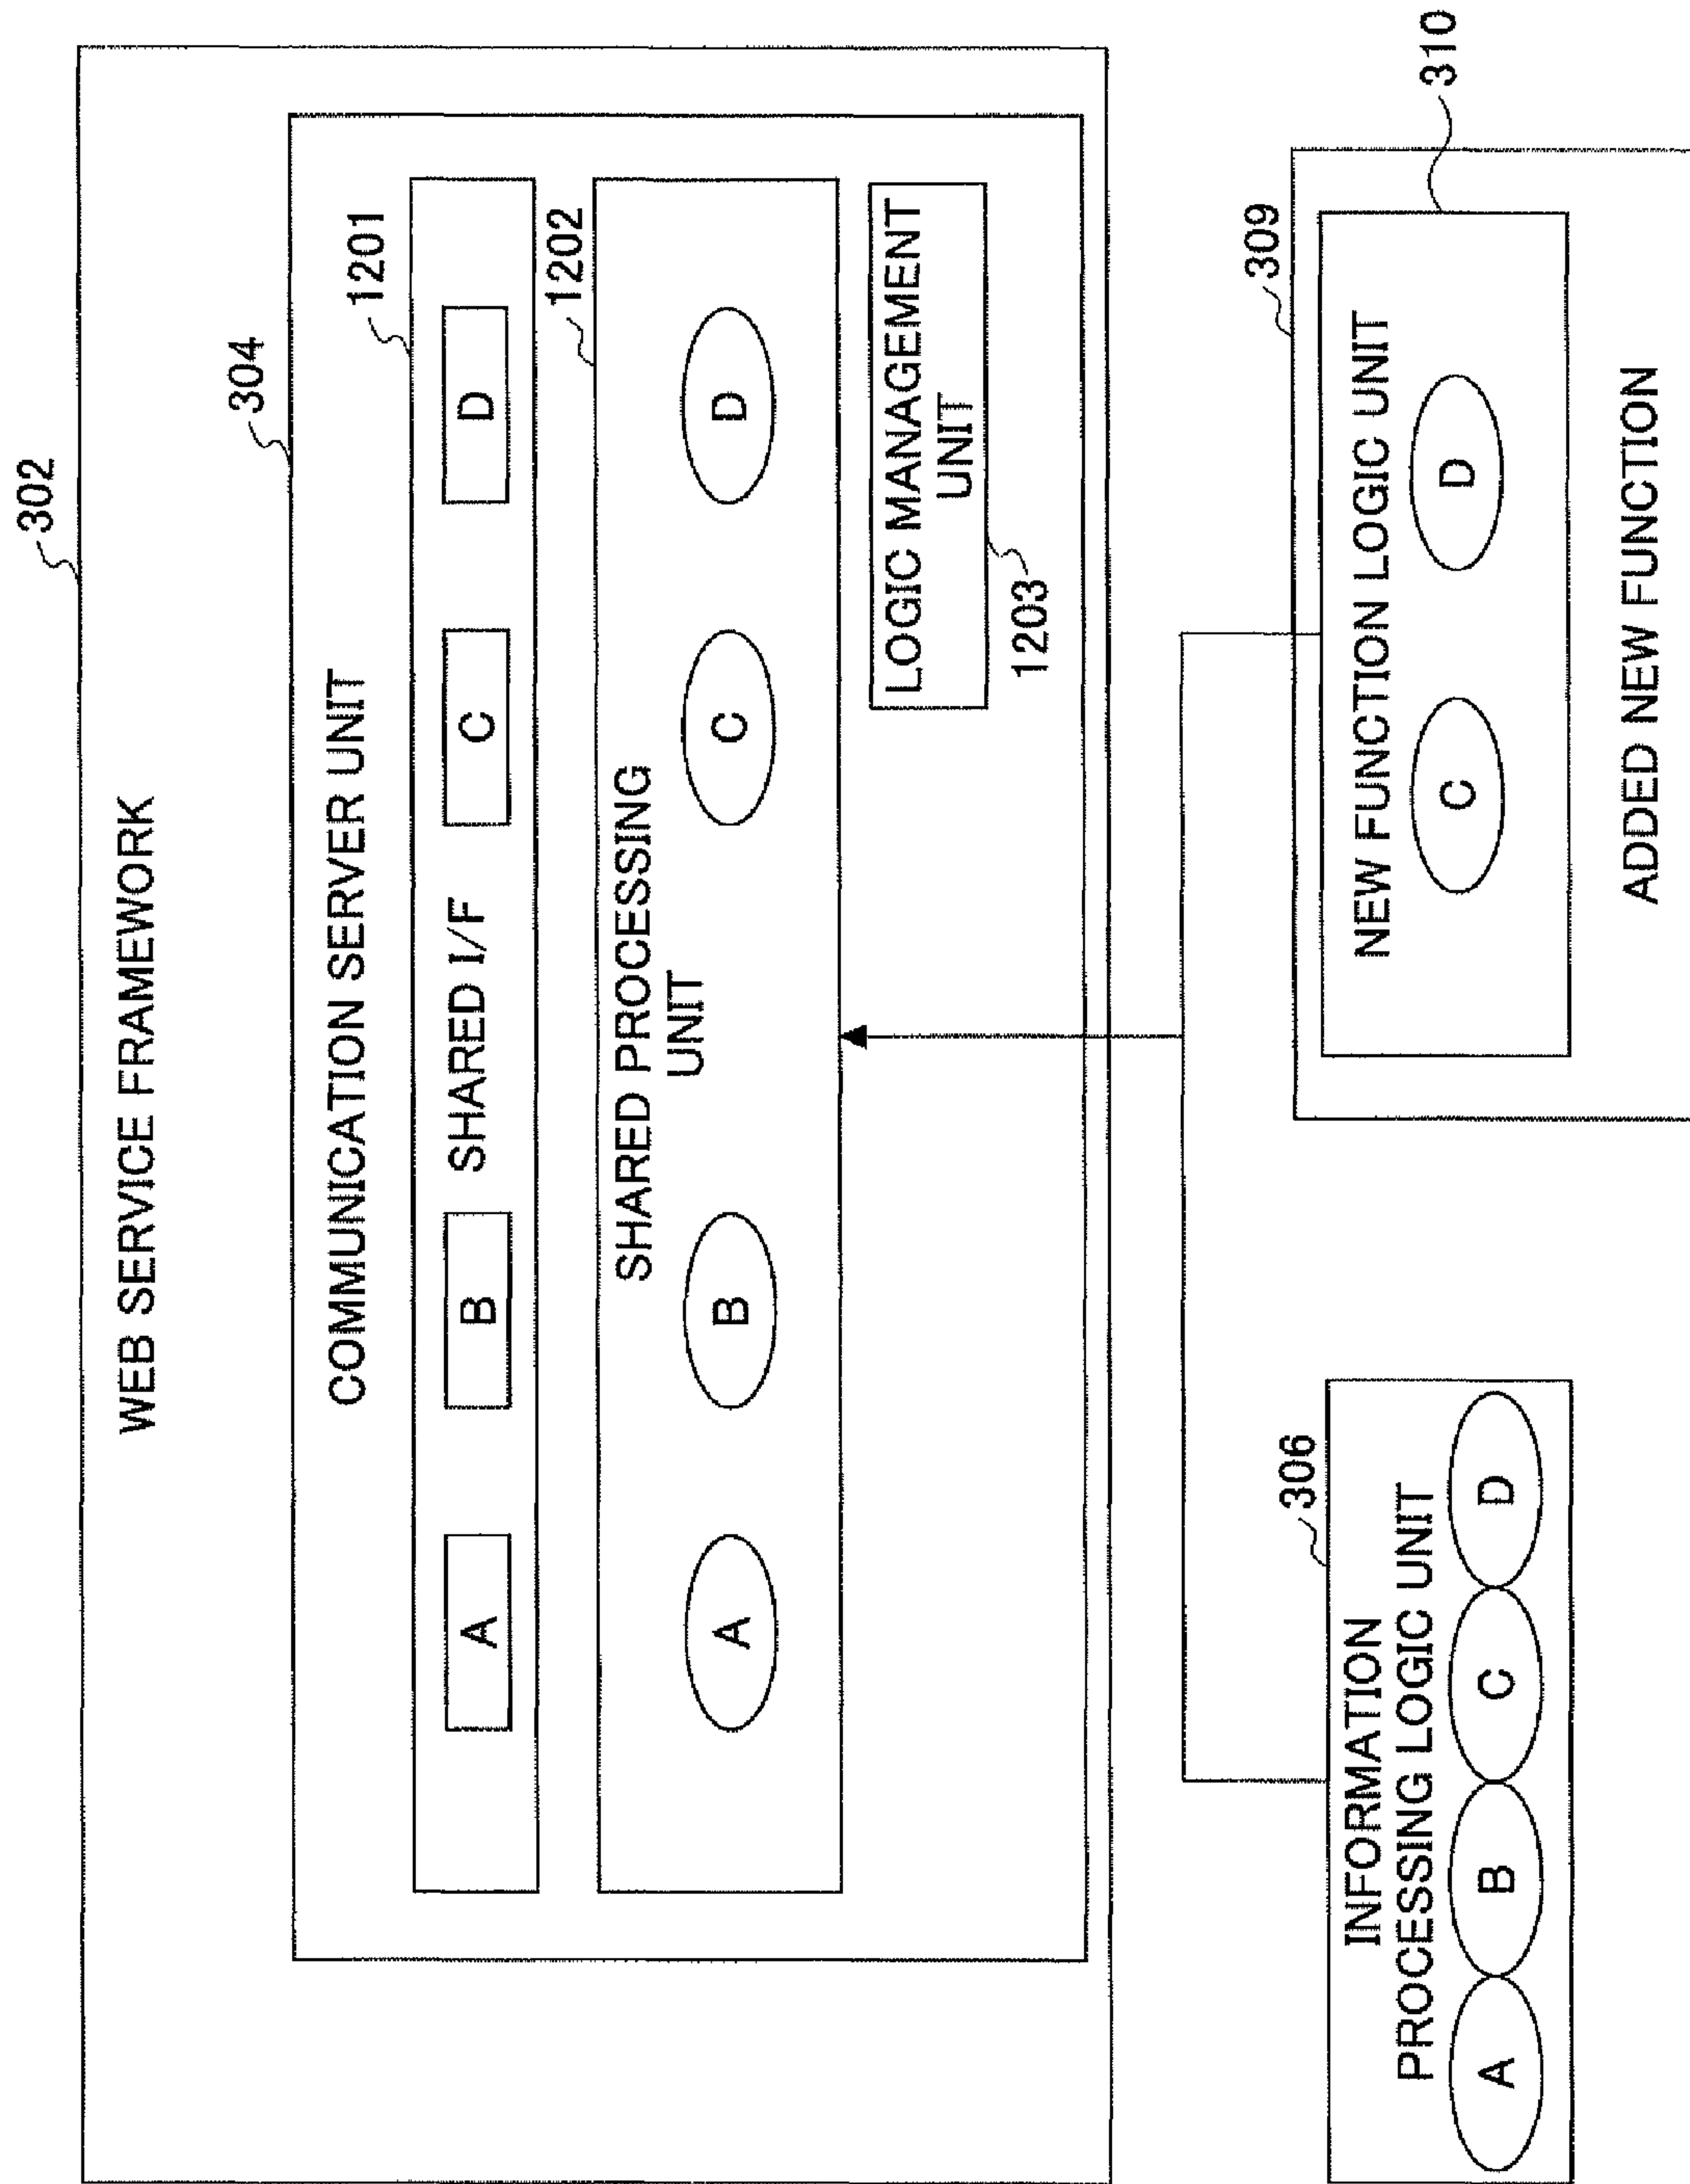 302
WEB SERVICE FRAMEWORK
304
COMMUNICATION SERVER UNIT
1201
A B SHARED I/F C D
1202
SHARED PROCESSING
UNIT
A B C D
LOGIC MANAGEMENT
UNIT
1203
306
INFORMATION
PROCESSING LOGIC UNIT
A B C D
309
NEW FUNCTION LOGIC UNIT
C D
310
ADDED NEW FUNCTION